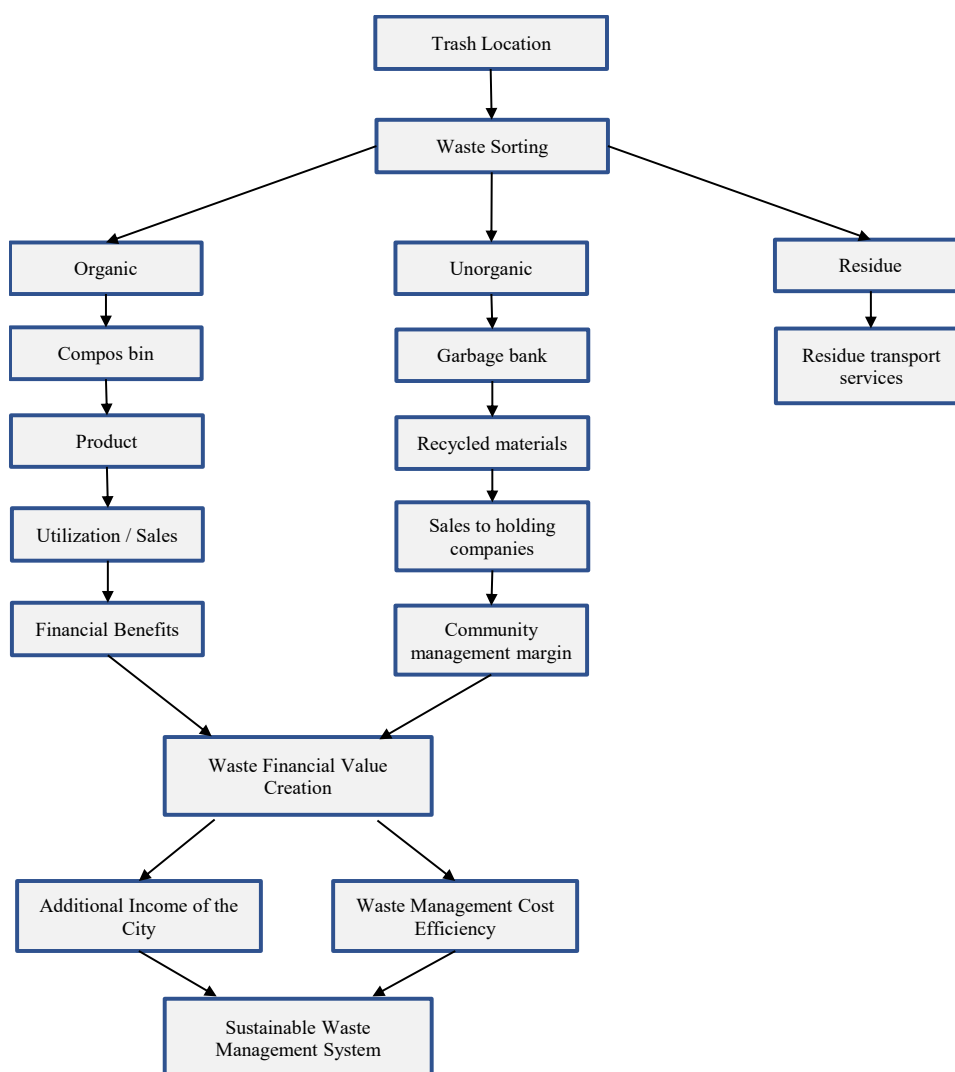 Trash Location
Waste Sorting
Organic
Unorganic
Residue
Compos bin
Garbage bank
Residue transport
services
Product
Recycled materials
Utilization / Sales
Sales to holding
companies
Financial Benefits
Community
management margin
Waste Financial Value
Creation
Additional Income of the
City
Waste Management Cost
Efficiency
Sustainable Waste
Management System